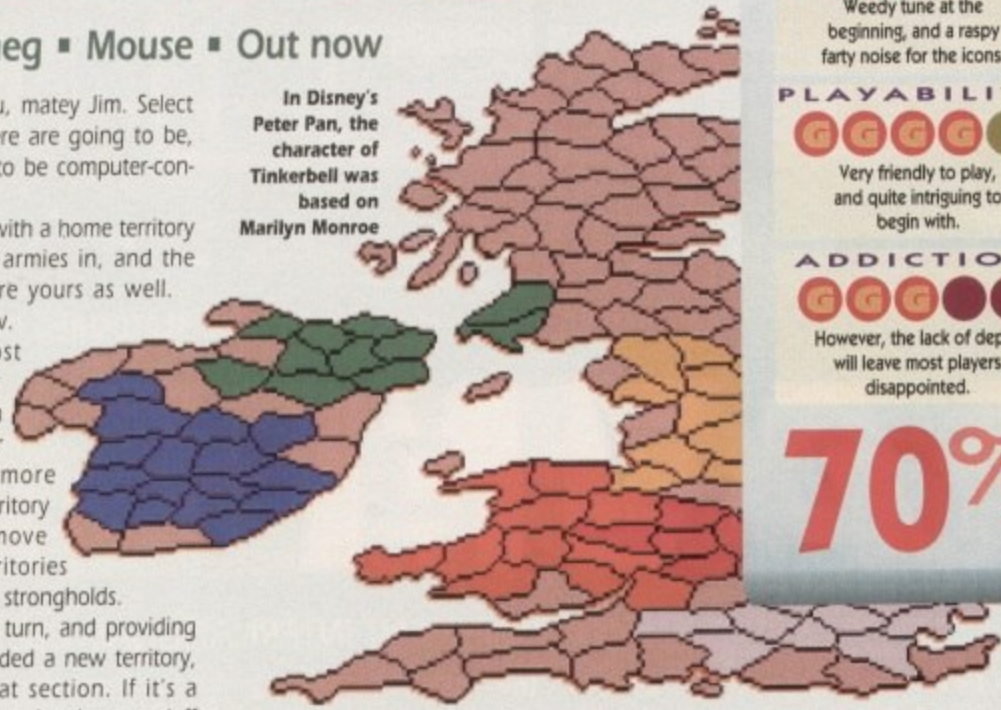 eg ▪ Mouse ▪ Out now
, matey Jim. Select
re are going to be,
to be computer-con-
with a home territory
armies in, and the
re yours as well.
In Disney's
Peter Pan, the
character of
Tinkerbell was
based on
Marilyn Monroe
more
ritory
move
ritories
strongholds.
turn, and providing
ded a new territory,
at section. If it's a
Weedy tune at the
beginning, and a raspy
farty noise for the icons
PLAYABILI
G G G G
Very friendly to play,
and quite intriguing to
begin with.
ADDICTIO
G G G
However, the lack of dep
will leave most players
disappointed.
70%